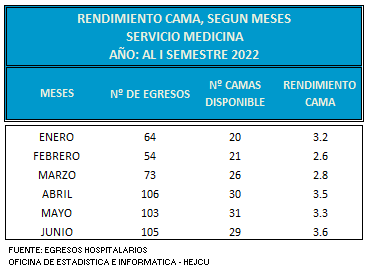 RENDIMIENTO CAMA, SEGUN MESES
SERVICIO MEDICINA
AÑO: AL I SEMESTRE 2022
MESES Nº DE EGRESOS Nº CAMAS DISPONIBLE RENDIMIENTO CAMA
ENERO 64 20 3.2
FEBRERO 54 21 2.6
MARZO 73 26 2.8
ABRIL 106 30 3.5
MAYO 103 31 3.3
JUNIO 105 29 3.6
FUENTE: EGRESOS HOSPITALARIOS
OFICINA DE ESTADISTICA E INFORMATICA - HEJCU